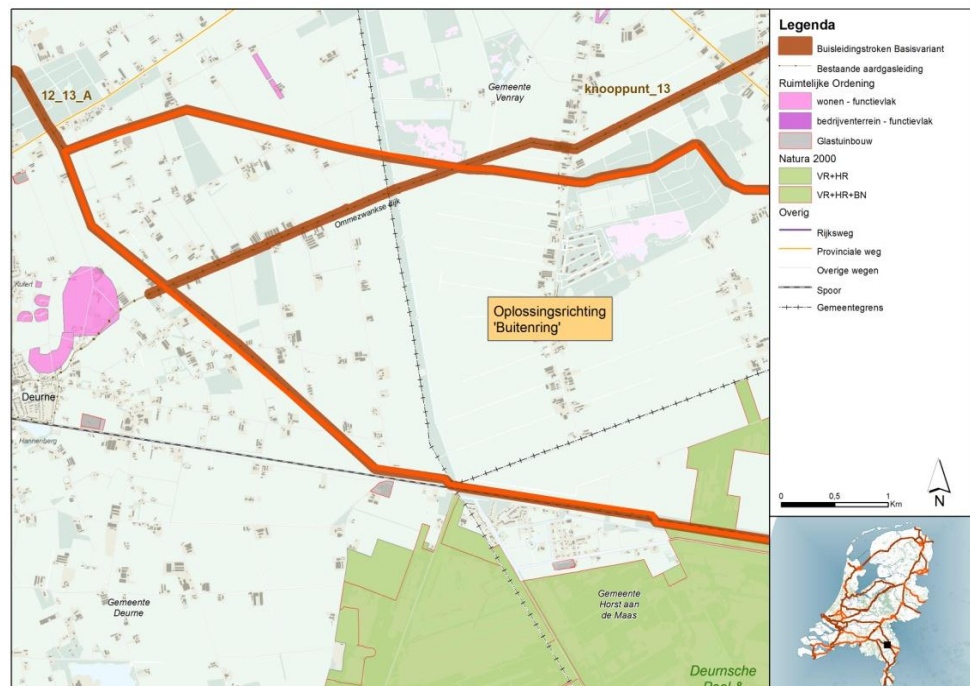 12_13_A
Gemeente
Venray
knooppunt_13
Ommezwankse dijk
Kulert
Oplossingsrichting
'Buitenring'
Deurne
Hannenberg
Gemeente
Deurne
Gemeente
Horst aan
de Maas
Deurnsche
Peel &
Legenda
Buisleidingstroken Basisvariant
Bestaande aardgasleiding
Ruimtelijke Ordening
wonen - functievlak
bedrijventerrein - functievlak
Glastuinbouw
Natura 2000
VR+HR
VR+HR+BN
Overig
Rijksweg
Provinciale weg
Overige wegen
Spoor
Gemeentegrens
0 0,5 1
Km
N